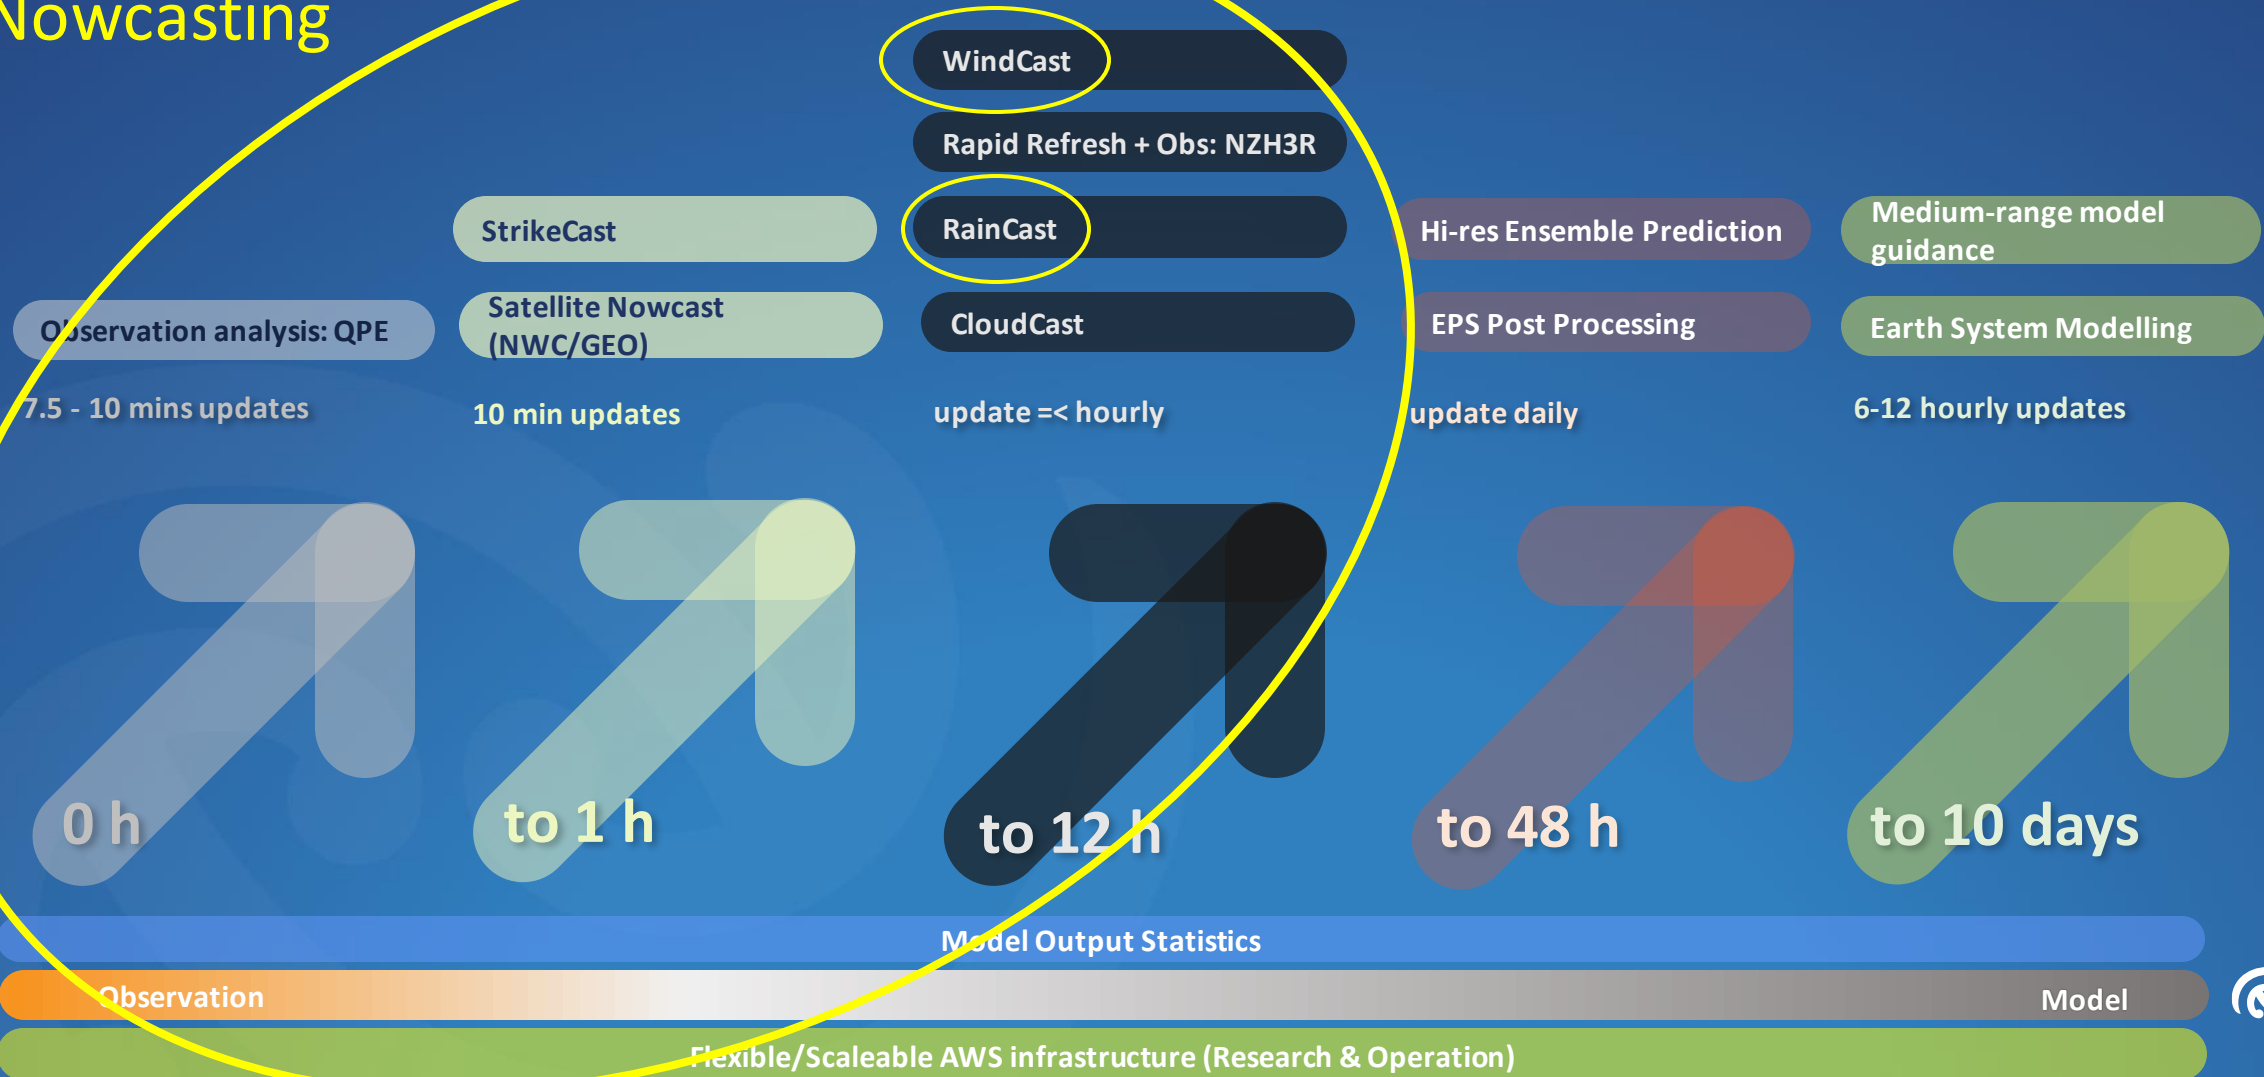 Nowcasting
WindCast
Rapid Refresh + Obs: NZH3R
StrikeCast
RainCast
Hi-res Ensemble Prediction
Medium-range model
guidance
Observation analysis: QPE
Satellite Nowcast
(NWC/GEO)
CloudCast
EPS Post Processing
Earth System Modelling
7.5 - 10 mins updates
10 min updates
update =< hourly
update daily
6-12 hourly updates
0 h
to 1 h
to 12 h
to 48 h
to 10 days
Model Output Statistics
Observation
Model
Flexible/Scaleable AWS infrastructure (Research & Operation)